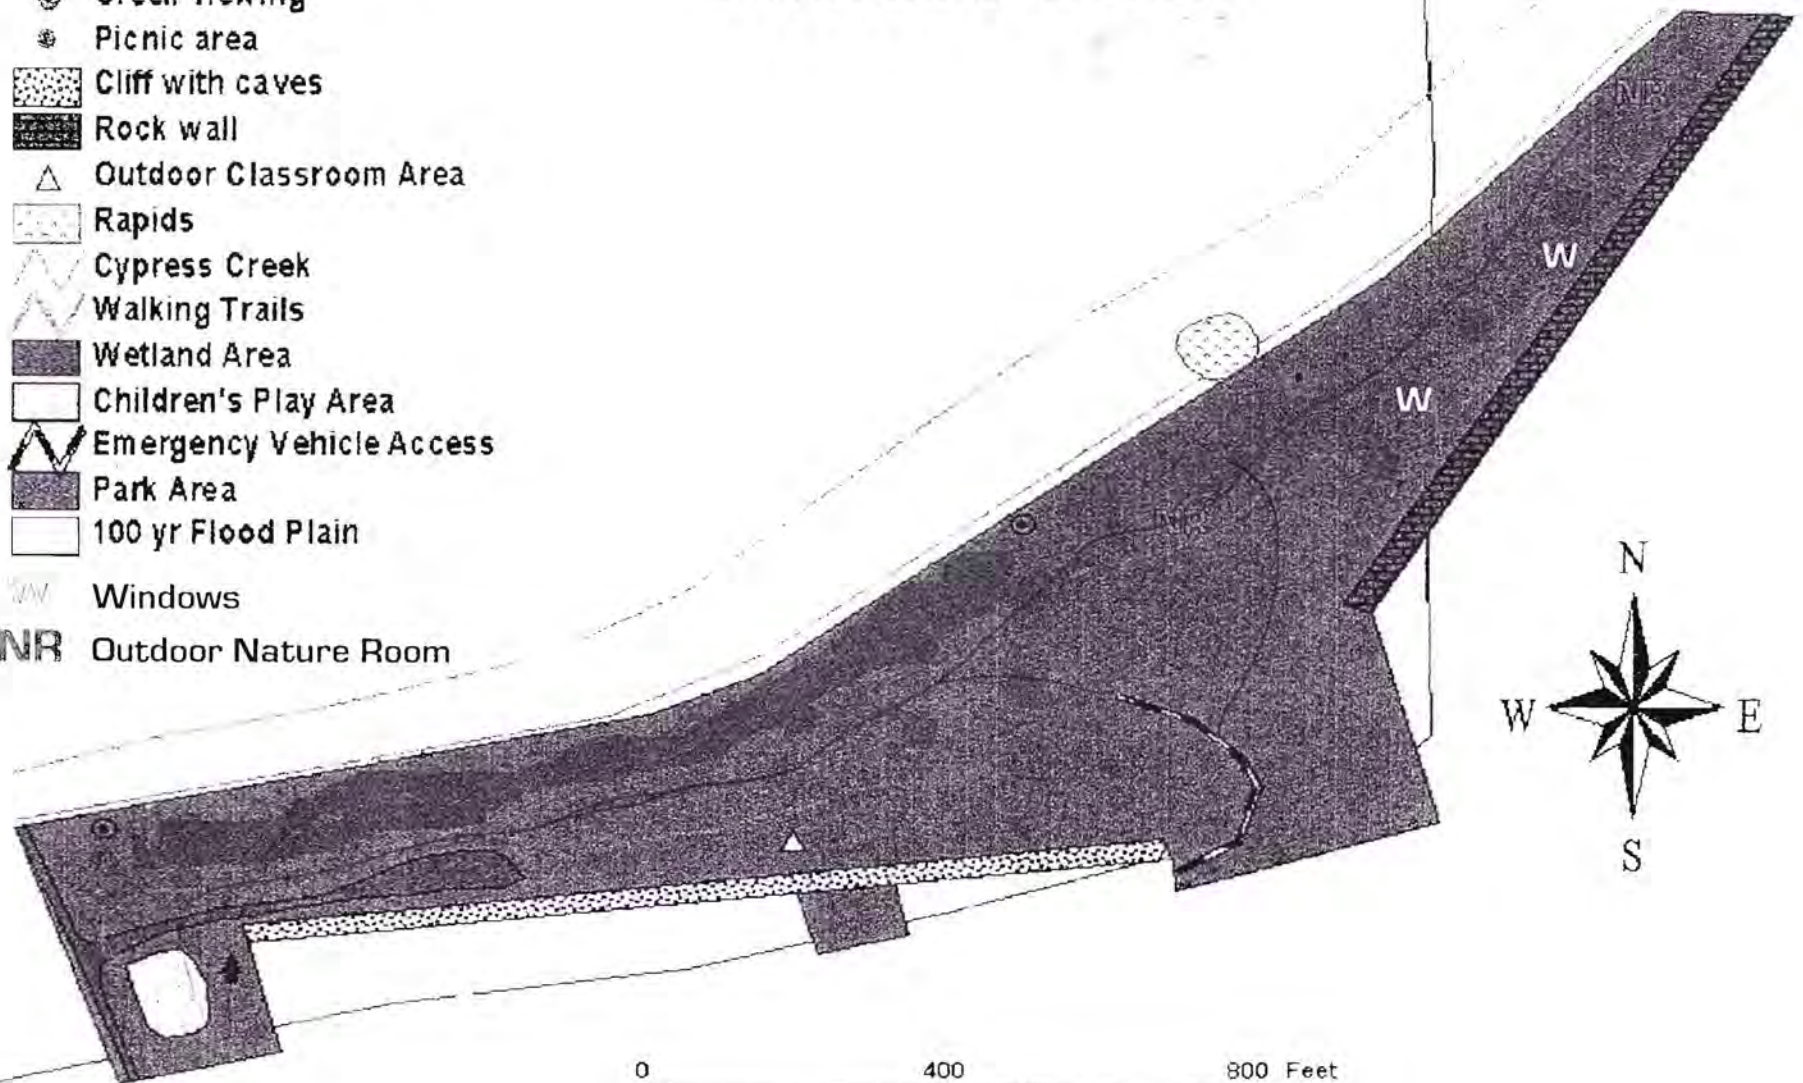 Picnic area
Cliff with caves
Rock wall
Outdoor Classroom Area
Rapids
Cypress Creek
Walking Trails
Wetland Area
Children's Play Area
Emergency Vehicle Access
Park Area
100 yr Flood Plain
W Windows
NR Outdoor Nature Room
NR
W
W
NR
N
W E
S
0 400 800 Feet